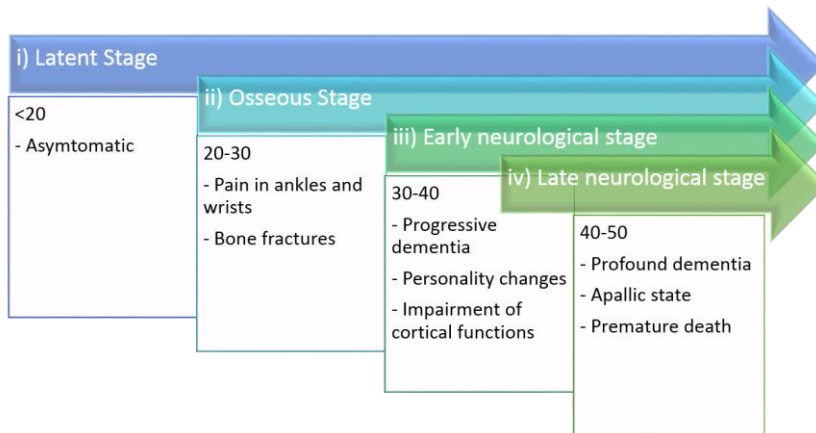 i) Latent Stage
<20
- Asymtomatic
ii) Osseous Stage
20-30
- Pain in ankles and
wrists
- Bone fractures
iii) Early neurological stage
30-40
- Progressive
dementia
- Personality changes
- Impairment of
cortical functions
iv) Late neurological stage
40-50
- Profound dementia
- Apallic state
- Premature death